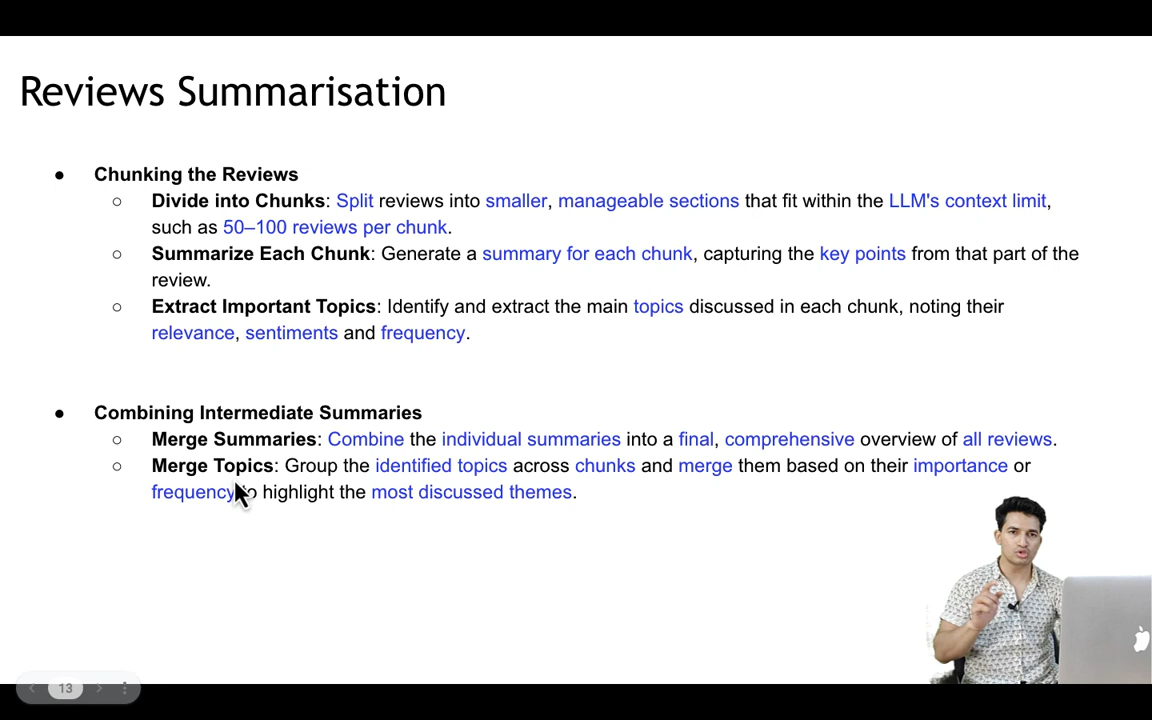 Reviews Summarisation
● Chunking the Reviews
○ Divide into Chunks: Split reviews into smaller, manageable sections that fit within the LLM's context limit,
such as 50–100 reviews per chunk.
○ Summarize Each Chunk: Generate a summary for each chunk, capturing the key points from that part of the
review.
○ Extract Important Topics: Identify and extract the main topics discussed in each chunk, noting their
relevance, sentiments and frequency.
● Combining Intermediate Summaries
○ Merge Summaries: Combine the individual summaries into a final, comprehensive overview of all reviews.
○ Merge Topics: Group the identified topics across chunks and merge them based on their importance or
frequency to highlight the most discussed themes.
13